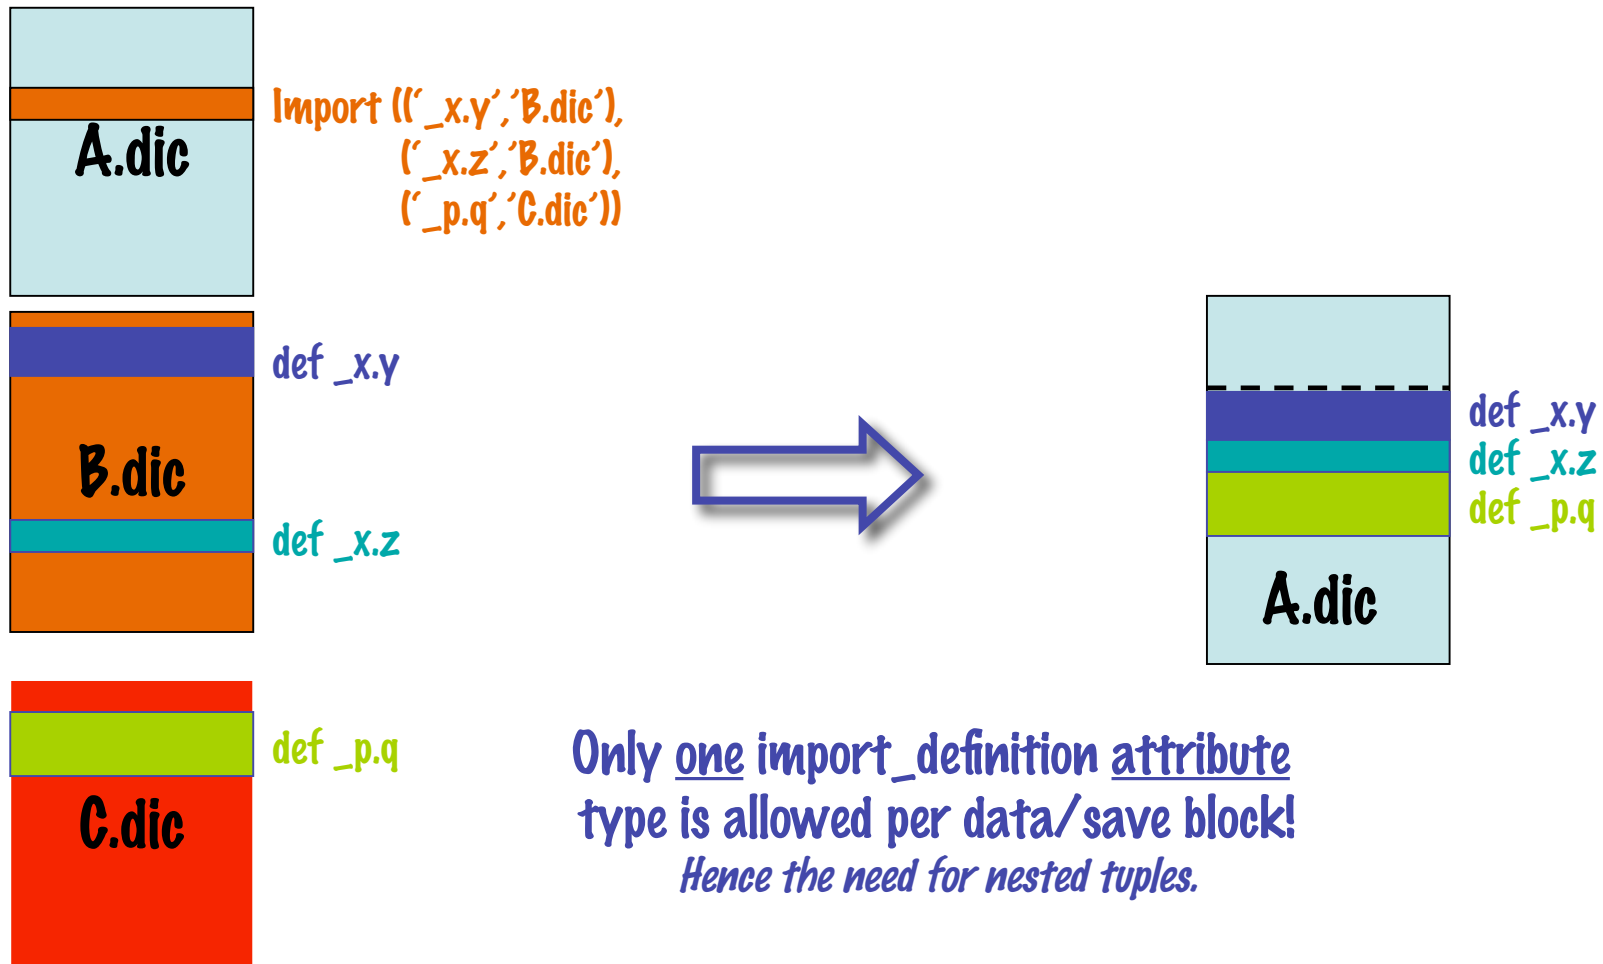 Import ((‘_x.y’,’B.dic’),
(‘_x.z’,’B.dic’),
(‘_p.q’,’C.dic’))
A.dic
def _x.y
B.dic
def _x.z
def _p.q
C.dic
def _x.y
def _x.z
def _p.q
A.dic
Only one import_definition attribute
type is allowed per data/save block!
Hence the need for nested tuples.